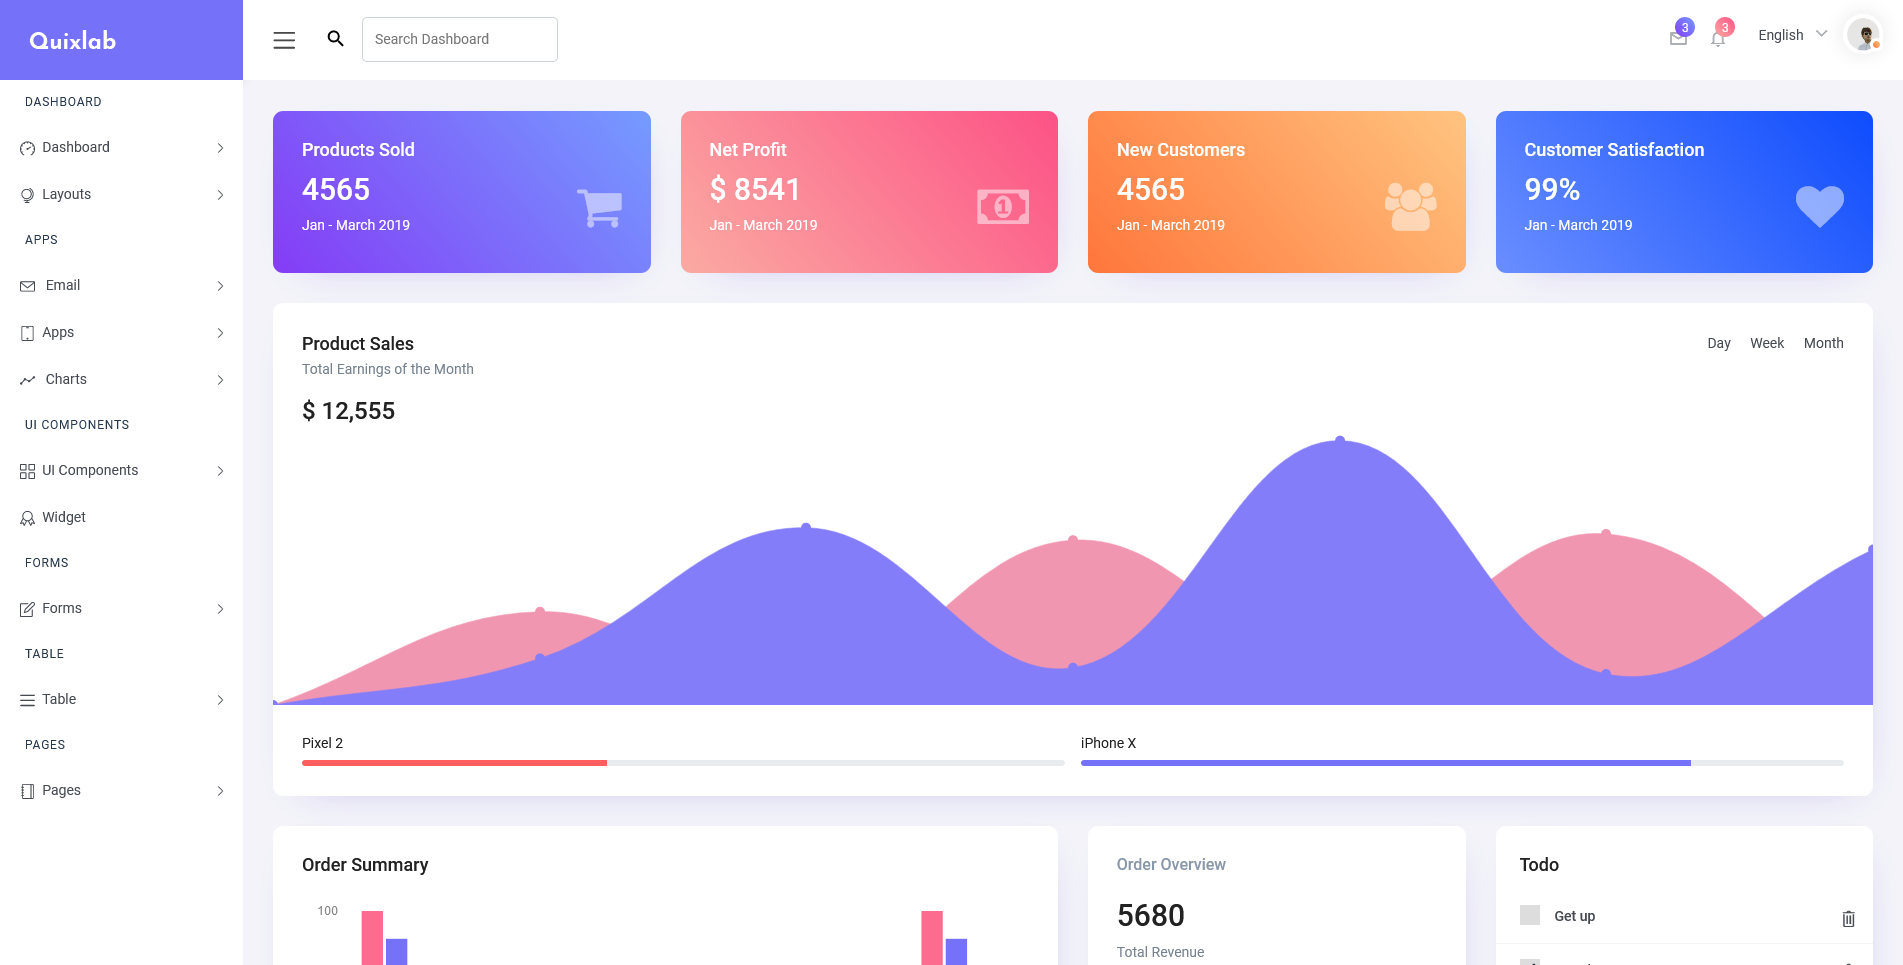 Quixlab
Search Dashboard
3
3
English
DASHBOARD
Dashboard
Layouts
APPS
Email
Apps
Charts
UI COMPONENTS
UI Components
Widget
FORMS
Forms
TABLE
Table
PAGES
Pages
Products Sold
4565
Jan - March 2019
Net Profit
$ 8541
Jan - March 2019
1
New Customers
4565
Jan - March 2019
Customer Satisfaction
99%
Jan - March 2019
Product Sales
Day Week Month
Total Earnings of the Month
$ 12,555
Pixel 2
iPhone X
Order Summary
100
Order Overview
5680
Total Revenue
Todo
Get up